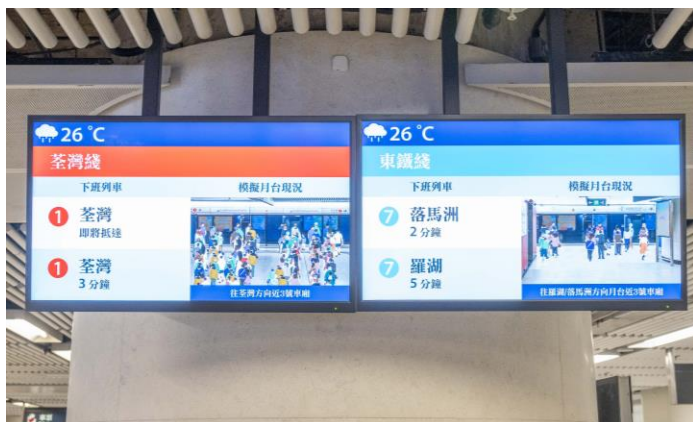 26 °C
荃灣綫
下班列車
模擬月台現況
1 荃灣
即將抵達
1 荃灣
3 分鐘
往荃灣方向近3號車廂
26 °C
東鐵綫
下班列車
模擬月台現況
7 落馬洲
2 分鐘
7 羅湖
5 分鐘
往羅湖/落馬洲方向月台近3號車廂